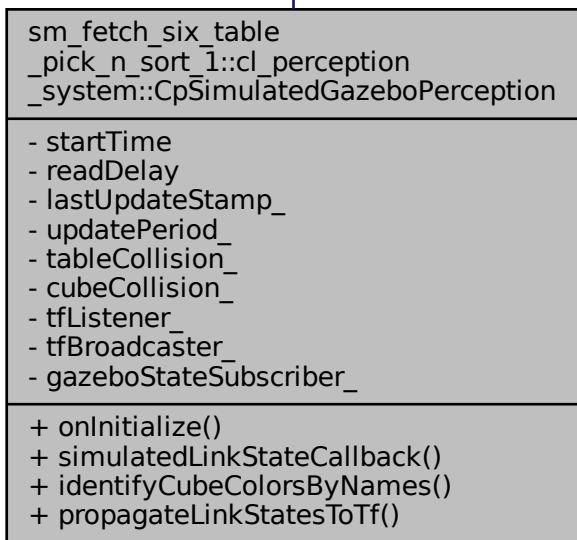 sm_fetch_six_table
_pick_n_sort_1::cl_perception
_system::CpSimulatedGazeboPerception
- startTime
- readDelay
- lastUpdateStamp_
- updatePeriod_
- tableCollision_
- cubeCollision_
- tfListener_
- tfBroadcaster_
- gazeboStateSubscriber_
+ onInitialize()
+ simulatedLinkStateCallback()
+ identifyCubeColorsByNames()
+ propagateLinkStatesToTf()